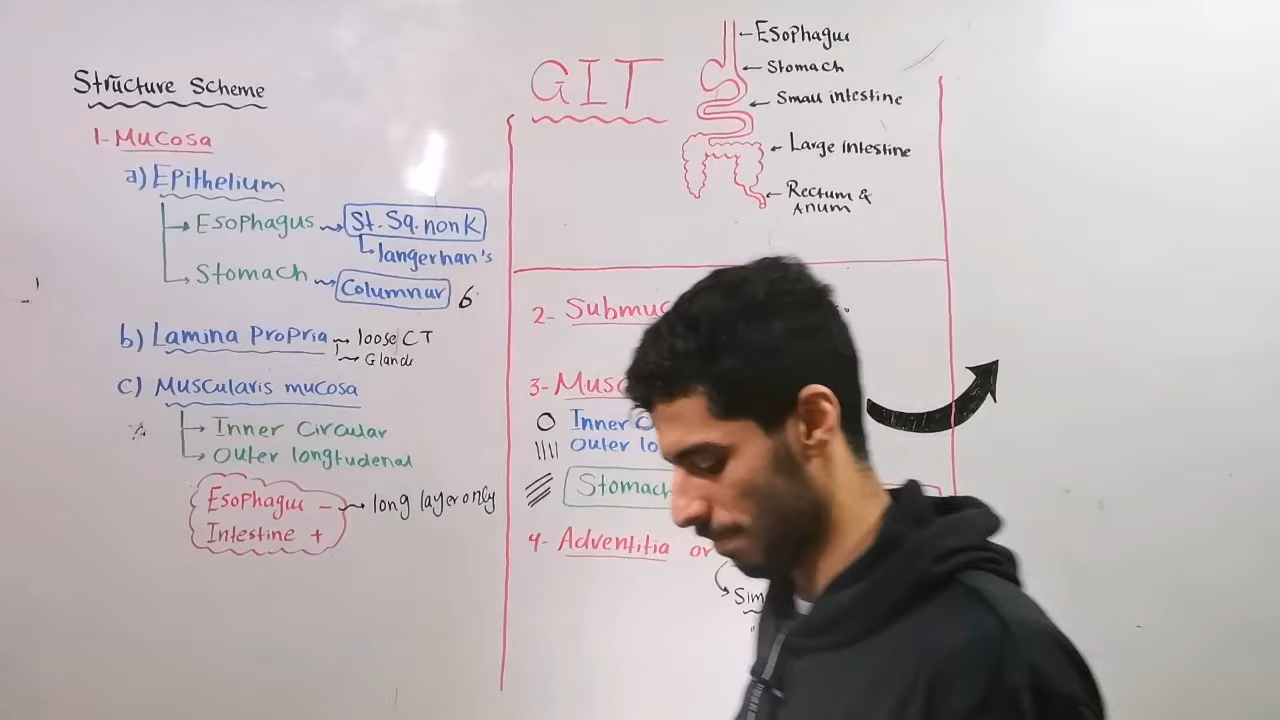 Structure Scheme
1- Mucosa
a) Epithelium
Esophagus
St. Sq. non K
langerhan's
Stomach
Columnar
6
b) Lamina Propria
loose CT
Glands
c) Muscularis mucosa
Inner Circular
Outer longtudenal
Esophagus -
long layer only
Intestine +
GIT
Esophagus
Stomach
Small intestine
Large intestine
Rectum &
Anum
2- Submuc
3- Musc
Inner
Outer lo
Stomach
4- Adventitia or
Sim